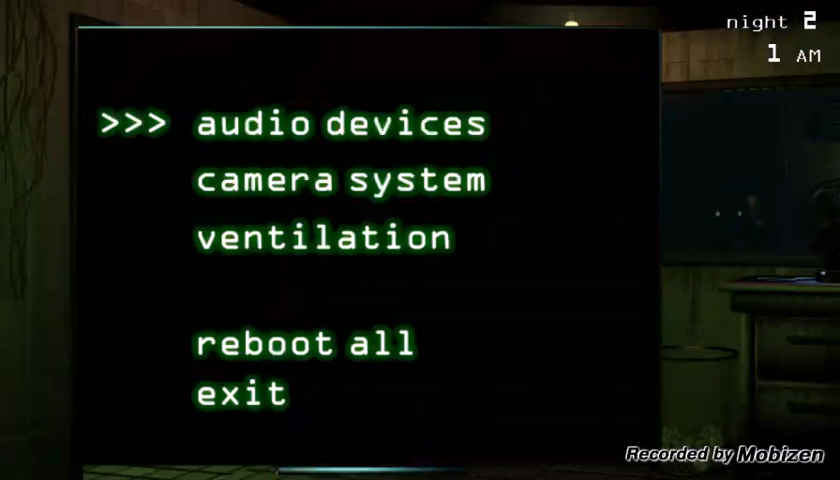 night 2
1 AM
>>> audio devices
camera system
ventilation
reboot all
exit
Recorded by Mobizen